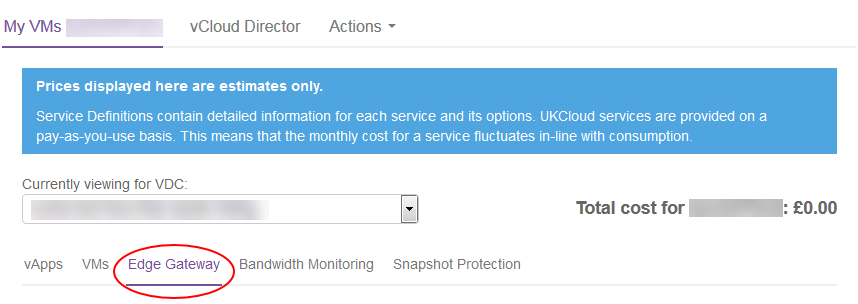 My VMs vCloud Director Actions
Prices displayed here are estimates only.
Service Definitions contain detailed information for each service and its options. UKCloud services are provided on a
pay-as-you-use basis. This means that the monthly cost for a service fluctuates in-line with consumption.
Currently viewing for VDC:
Total cost for : £0.00
vApps VMs Edge Gateway Bandwidth Monitoring Snapshot Protection